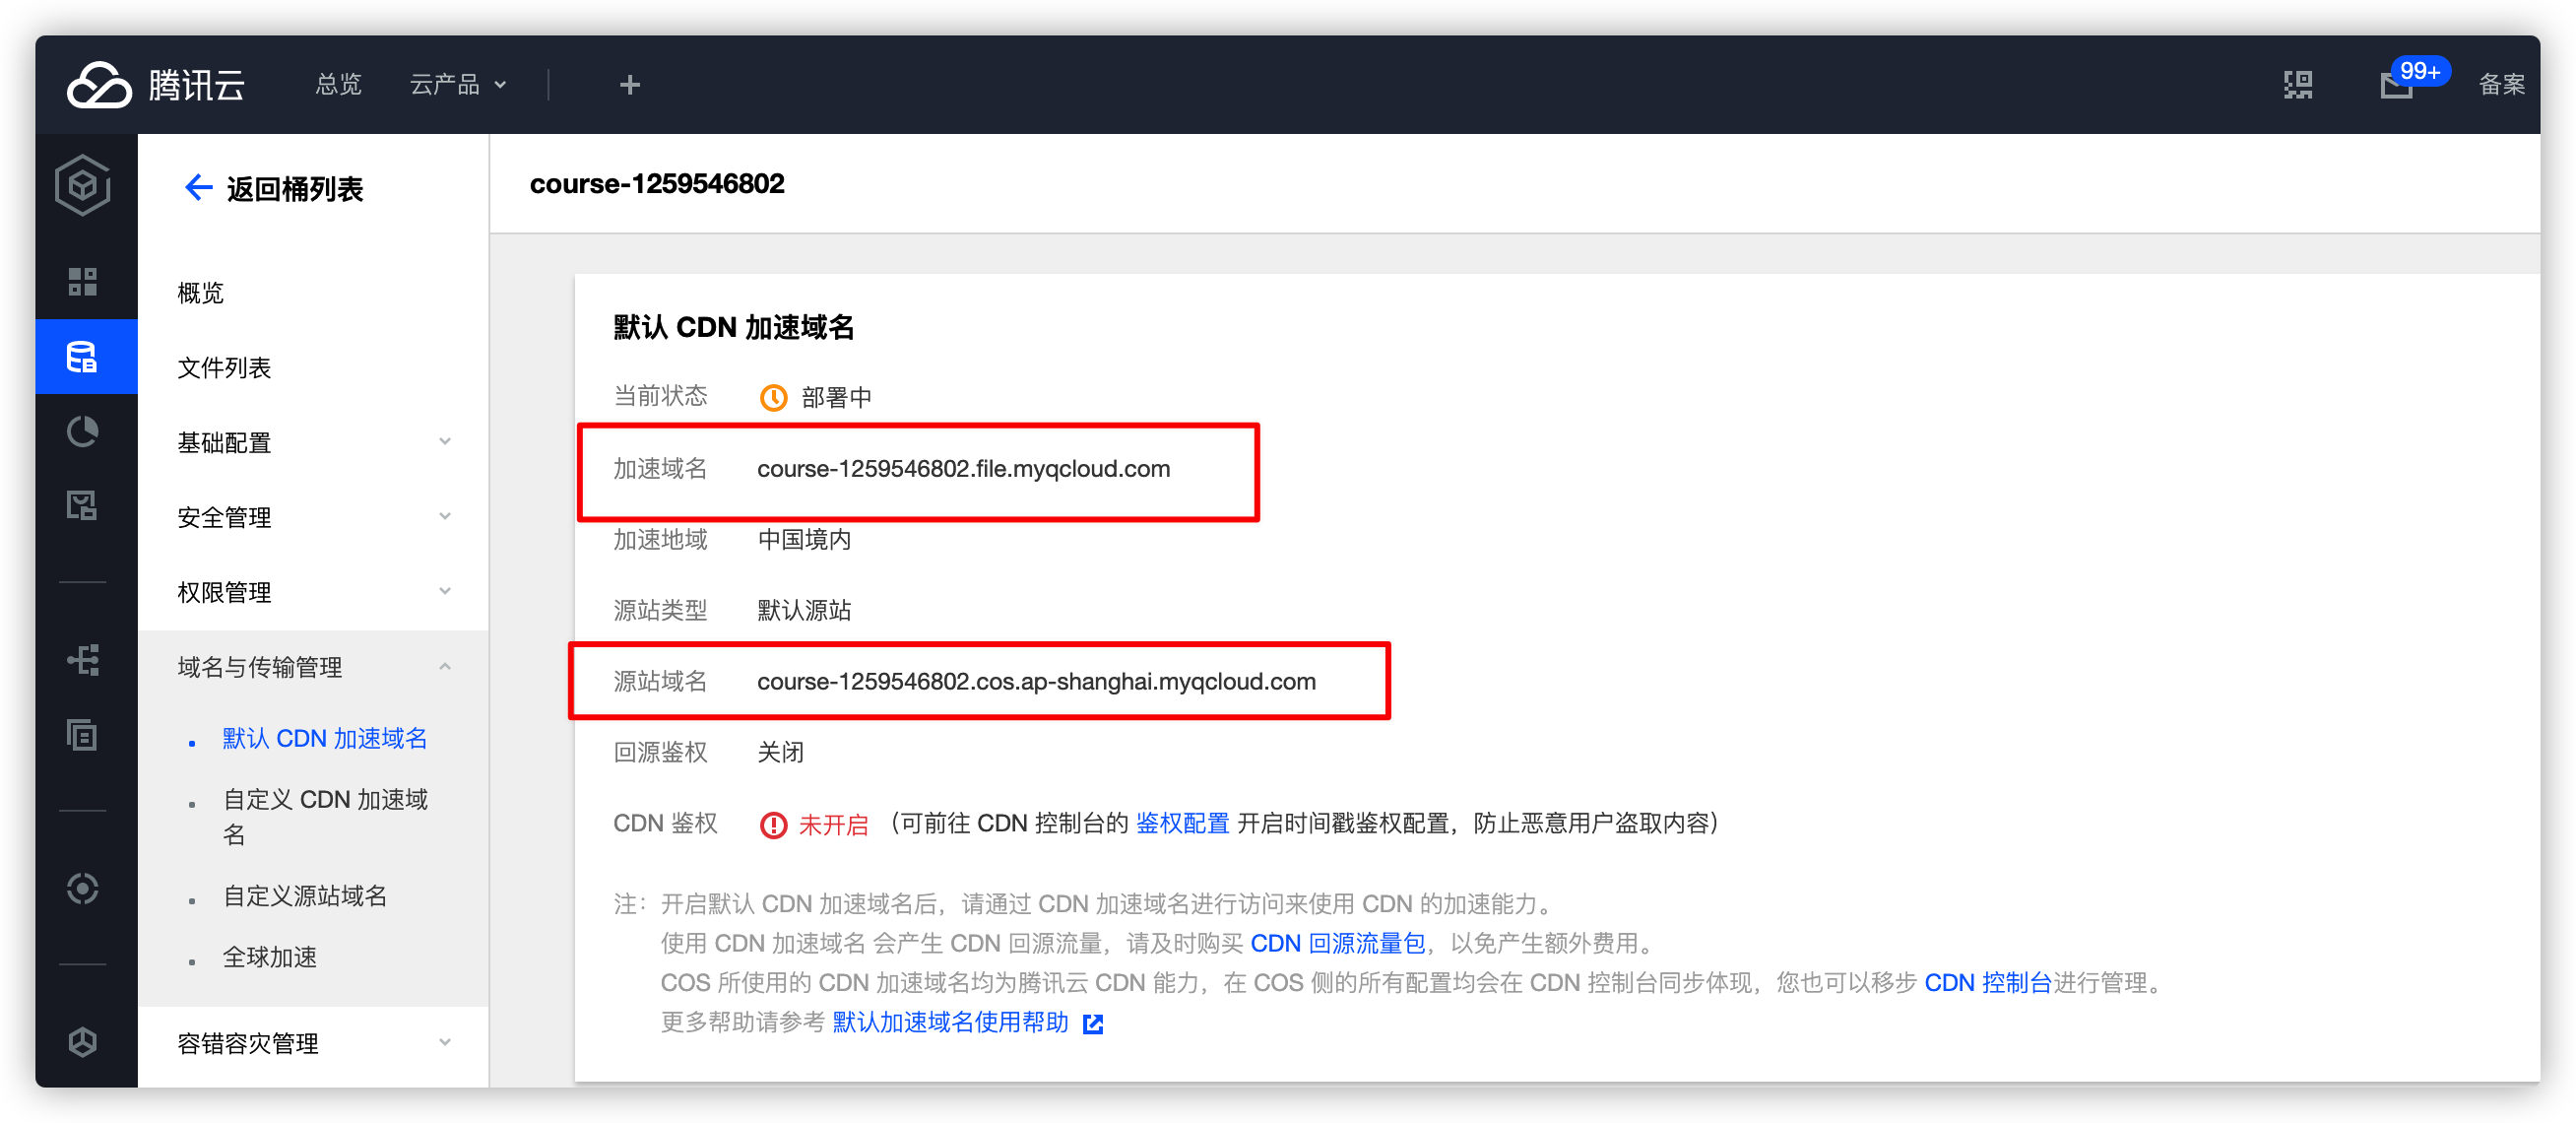 腾讯云
总览
云产品
99+
备案
返回桶列表
course-1259546802
概览
文件列表
基础配置
安全管理
权限管理
域名与传输管理
默认 CDN 加速域名
自定义 CDN 加速域
名
自定义源站域名
全球加速
容错容灾管理
默认 CDN 加速域名
当前状态 部署中
加速域名 course-1259546802.file.myqcloud.com
加速地域 中国境内
源站类型 默认源站
源站域名 course-1259546802.cos.ap-shanghai.myqcloud.com
回源鉴权 关闭
CDN 鉴权 未开启 （可前往 CDN 控制台的 鉴权配置 开启时间戳鉴权配置，防止恶意用户盗取内容）
注： 开启默认 CDN 加速域名后，请通过 CDN 加速域名进行访问来使用 CDN 的加速能力。
使用 CDN 加速域名 会产生 CDN 回源流量，请及时购买 CDN 回源流量包，以免产生额外费用。
COS 所使用的 CDN 加速域名均为腾讯云 CDN 能力，在 COS 侧的所有配置均会在 CDN 控制台同步体现，您也可以移步 CDN 控制台进行管理。
更多帮助请参考 默认加速域名使用帮助